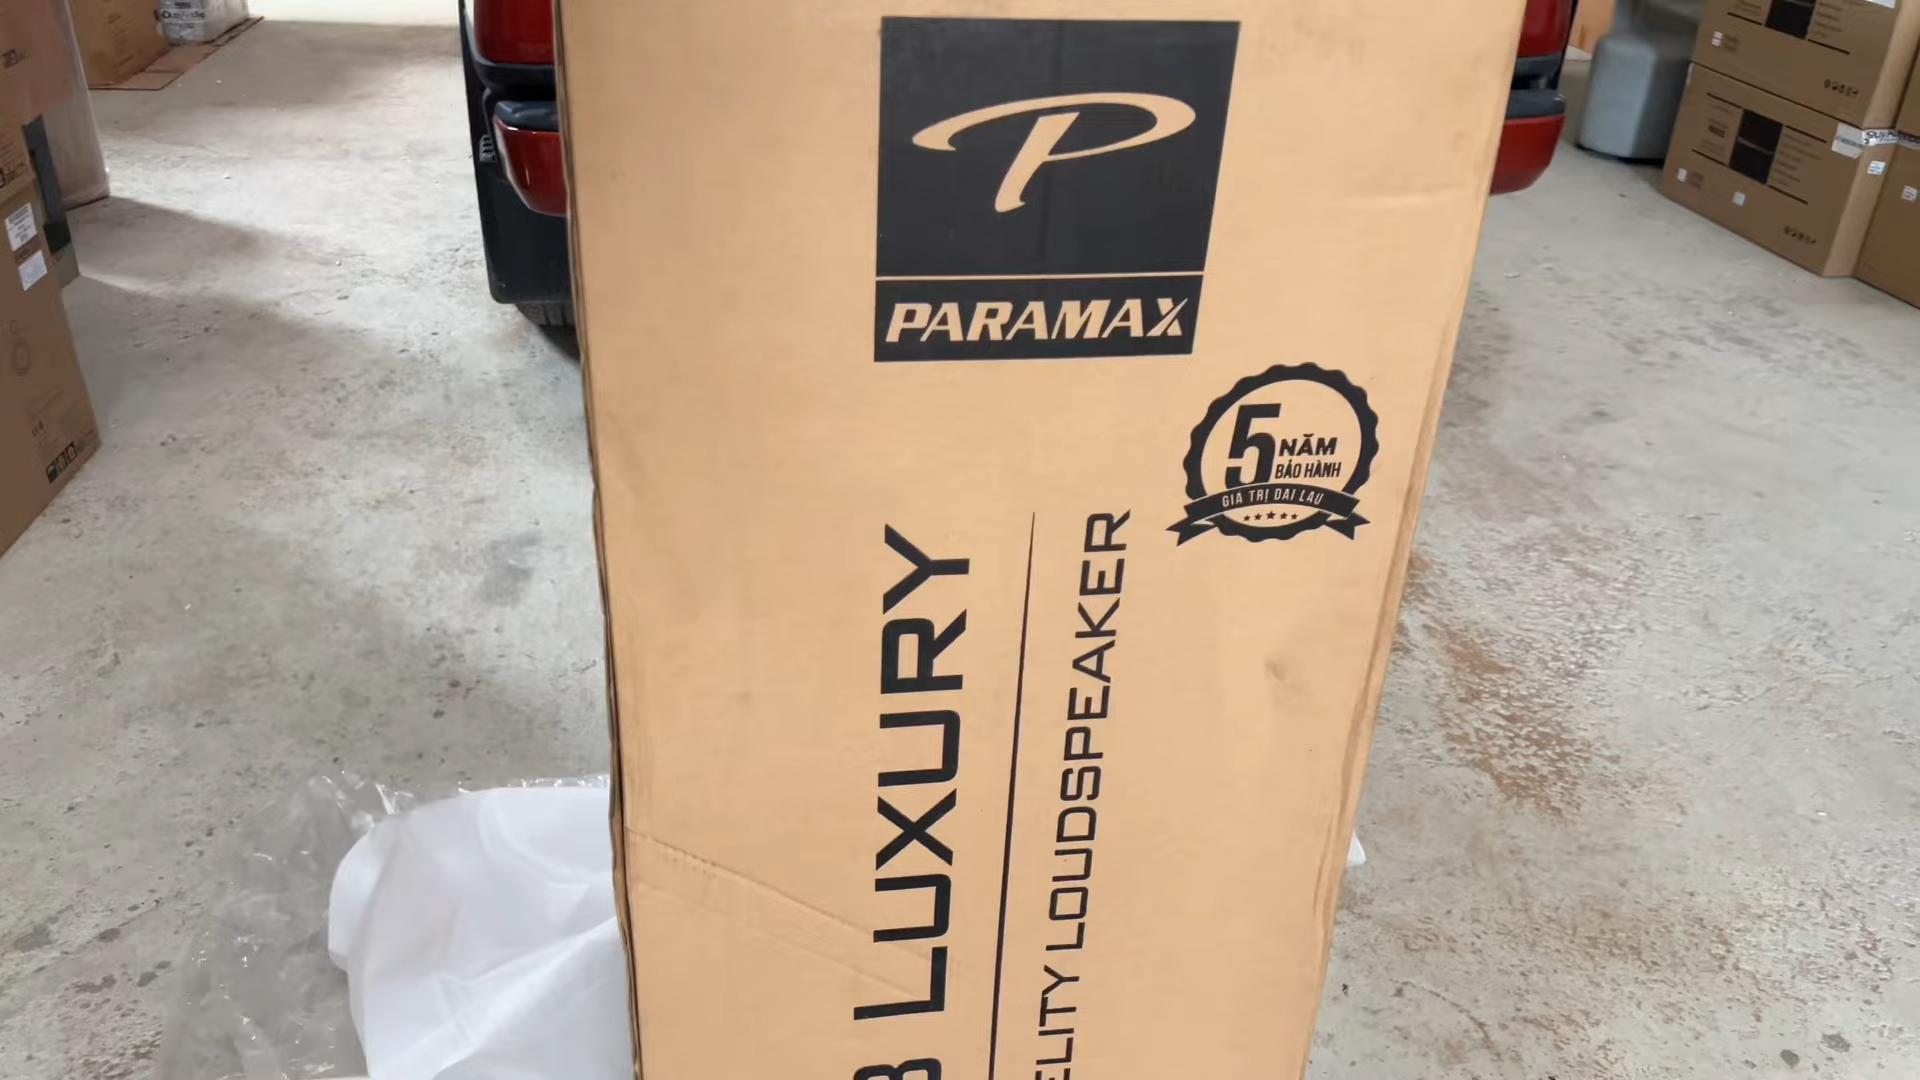 PARAMAX
5 NĂM
BẢO HÀNH
GIÁ TRỊ DÀI LÂU
LUXURY
LOUDSPEAKER